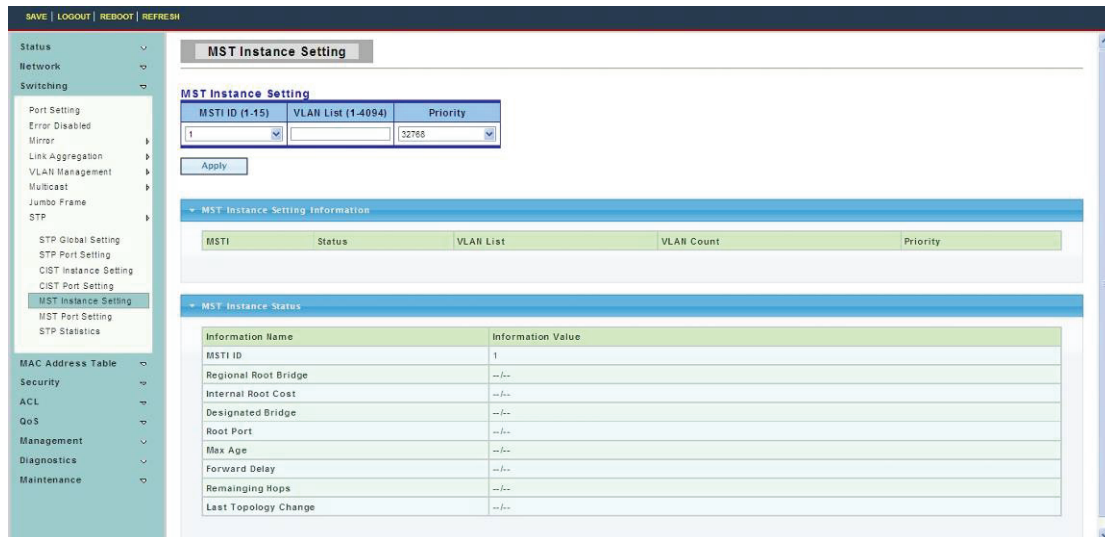 SAVE | LOGOUT | REBOOT | REFRESH
Status
Network
Switching
Port Setting
Error Disabled
Mirror
Link Aggregation
VLAN Management
Multicast
Jumbo Frame
STP
STP Global Setting
STP Port Setting
CIST Instance Setting
CIST Port Setting
MST Instance Setting
MST Port Setting
STP Statistics
MAC Address Table
Security
ACL
QoS
Management
Diagnostics
Maintenance
MST Instance Setting
MST Instance Setting
MSTI ID (1-15) VLAN List (1-4094) Priority
1 32768
Apply
MST Instance Setting Information
MSTI Status VLAN List VLAN Count Priority
MST Instance Status
Information Name Information Value
MSTI ID 1
Regional Root Bridge --/--
Internal Root Cost --/--
Designated Bridge --/--
Root Port --/--
Max Age --/--
Forward Delay --/--
Remainging Hops --/--
Last Topology Change --/--